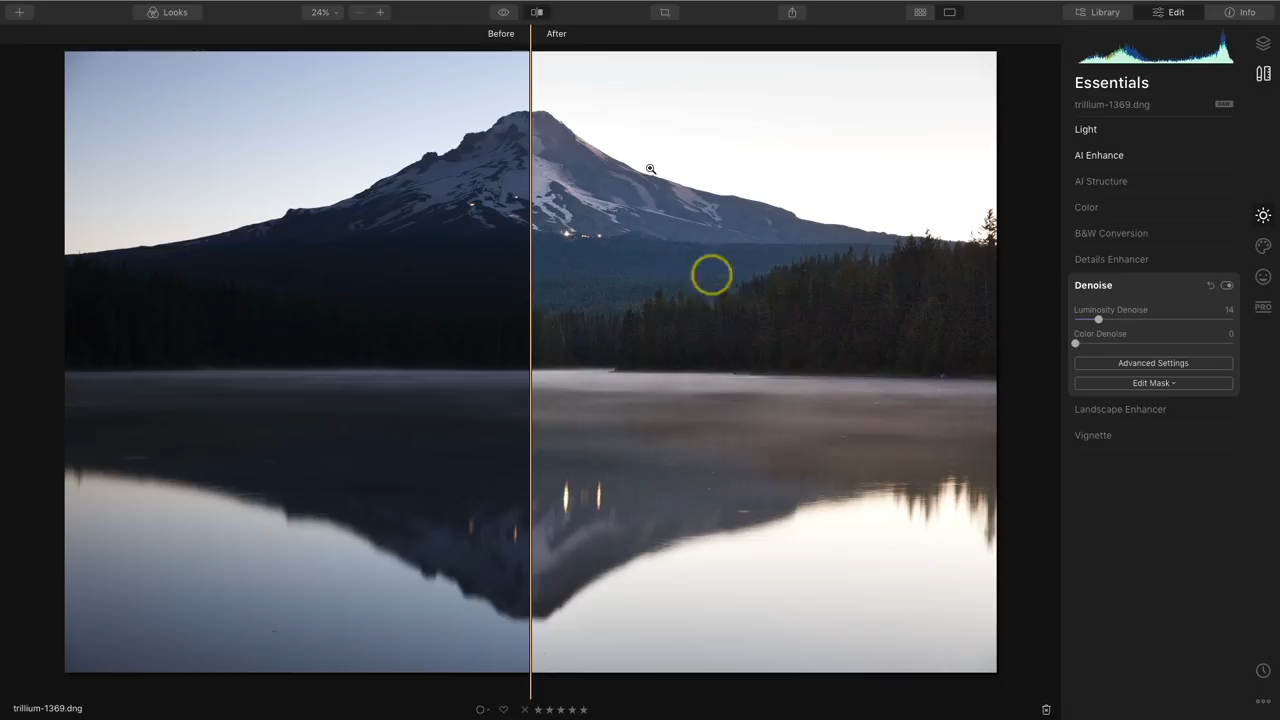 Looks
24%
Library
Edit
Info
Before
After
Essentials
trillium-1369.dng
RAW
Light
AI Enhance
AI Structure
Color
B&W Conversion
Details Enhancer
Denoise
Luminosity Denoise 14
Color Denoise 0
Advanced Settings
Edit Mask
Landscape Enhancer
Vignette
PRO
trillium-1369.dng